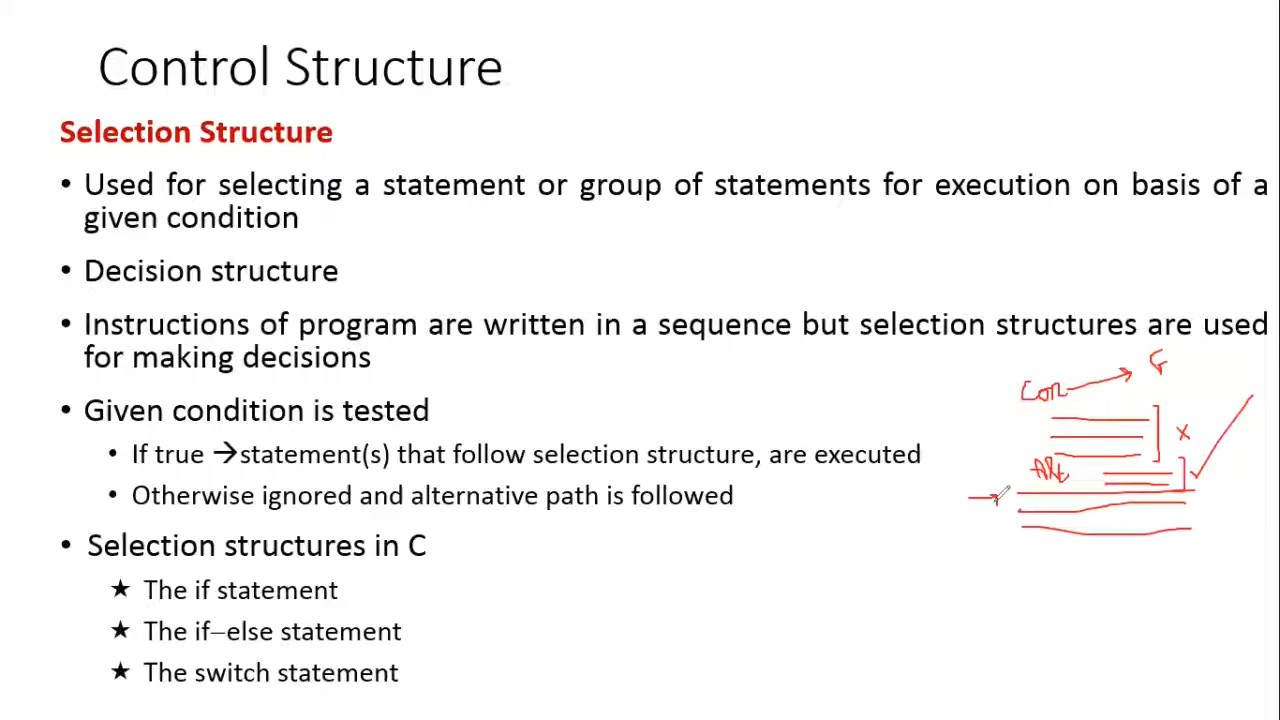 Control Structure
Selection Structure
• Used for selecting a statement or group of statements for execution on basis of a
given condition
• Decision structure
• Instructions of program are written in a sequence but selection structures are used
for making decisions
• Given condition is tested
• If true →statement(s) that follow selection structure, are executed
• Otherwise ignored and alternative path is followed
• Selection structures in C
★ The if statement
★ The if–else statement
★ The switch statement
Con
x